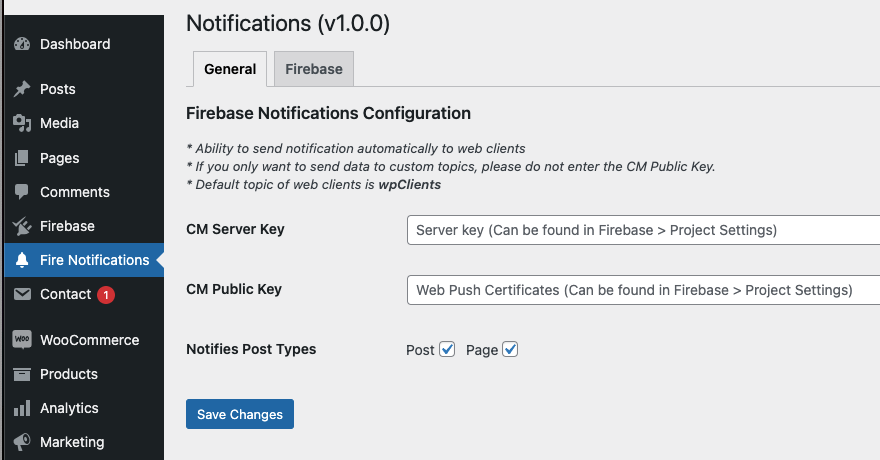 Notifications (v1.0.0)
Dashboard
Posts
Media
Pages
Comments
Firebase
Fire Notifications
Contact 1
WooCommerce
Products
Analytics
Marketing
General Firebase
Firebase Notifications Configuration
* Ability to send notification automatically to web clients
* If you only want to send data to custom topics, please do not enter the CM Public Key.
* Default topic of web clients is wpClients
CM Server Key Server key (Can be found in Firebase > Project Settings)
CM Public Key Web Push Certificates (Can be found in Firebase > Project Settings)
Notifies Post Types Post Page
Save Changes